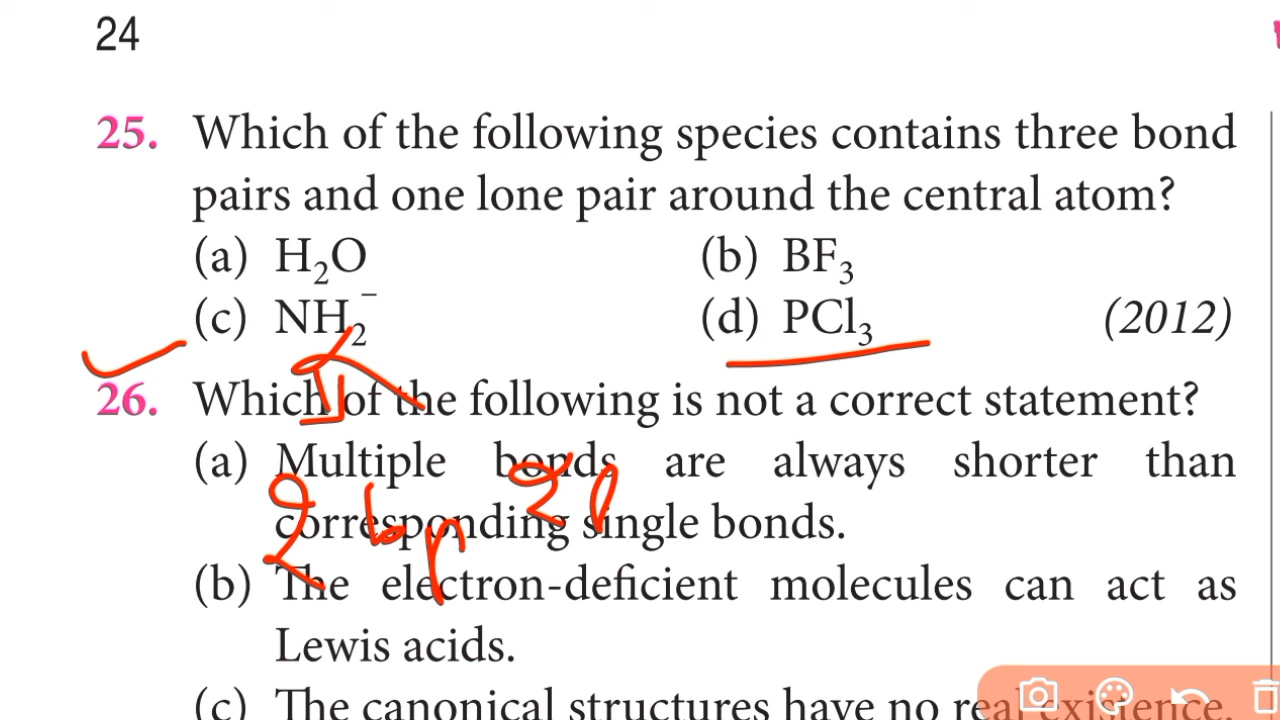 24
25. Which of the following species contains three bond
pairs and one lone pair around the central atom?
(a) H₂O (b) BF₃
(c) NH₂⁻ (d) PCl₃ (2012)
26. Which of the following is not a correct statement?
(a) Multiple bonds are always shorter than
corresponding single bonds.
2 bp 2l
(b) The electron-deficient molecules can act as
Lewis acids.
(c) The canonical structures have no real existence.